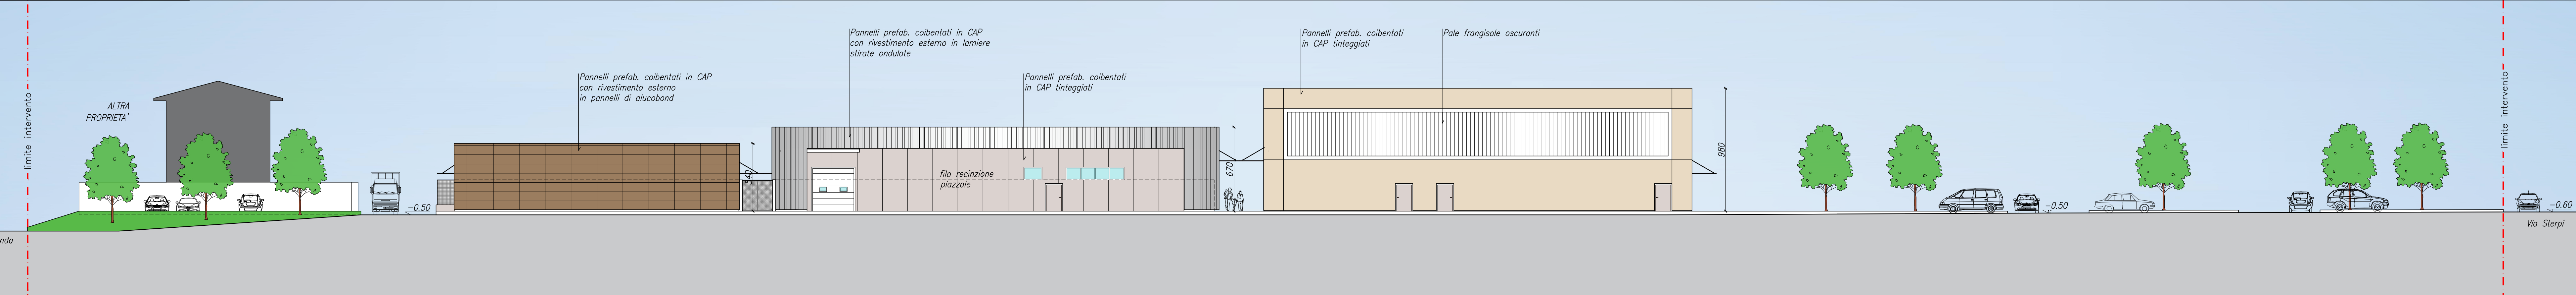 limite intervento
ALTRA
PROPRIETA'
Pannelli prefab. coibentati in CAP
con rivestimento esterno
in pannelli di alucobond
Pannelli prefab. coibentati in CAP
con rivestimento esterno in lamiere
stirate ondulate
Pannelli prefab. coibentati
in CAP tinteggiati
Pannelli prefab. coibentati
in CAP tinteggiati
Pale frangisole oscuranti
limite intervento
540
filo recinzione
piazzale
670
980
-0.50
-0.50
-0.60
Via Sterpi
nda